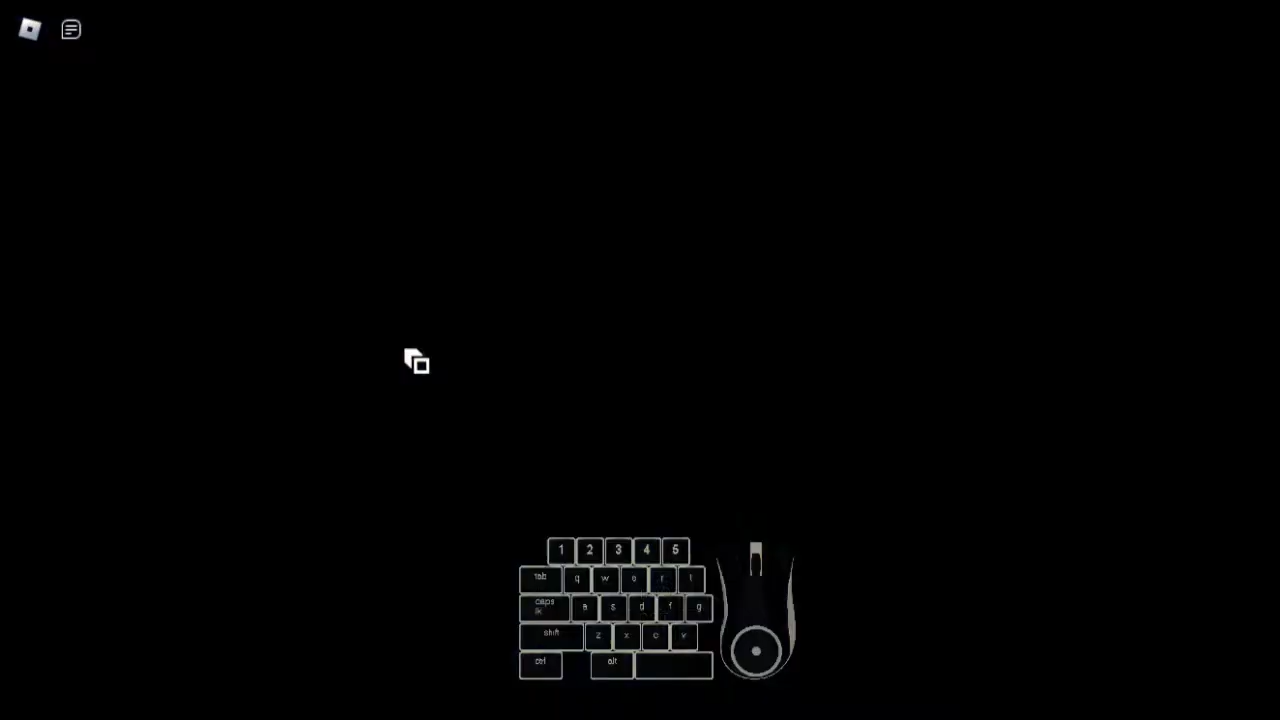 1 2 3 4 5
Tab q w e r t
caps lk a s d f g
shift z x c v
ctrl alt